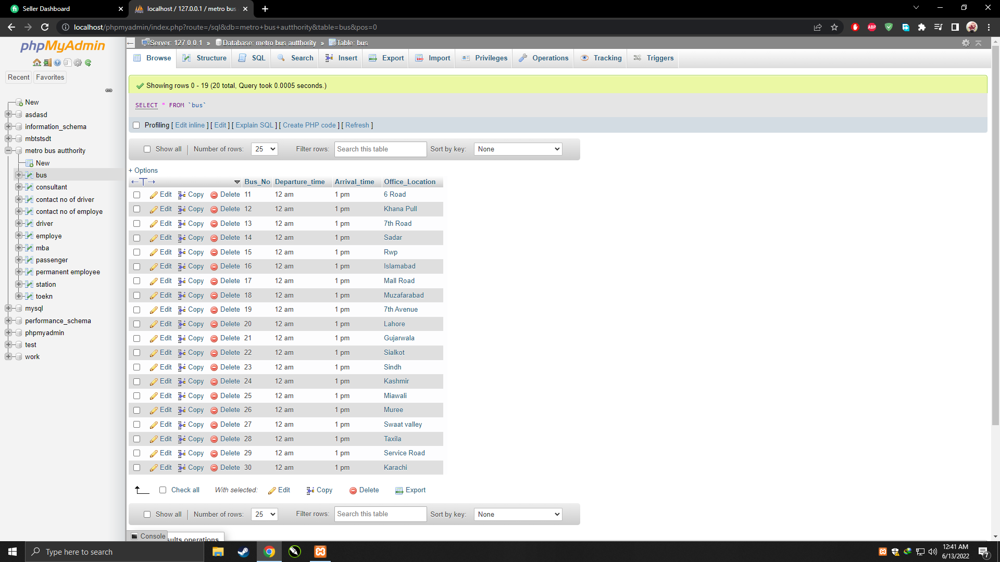 Seller Dashboard
localhost / 127.0.0.1 / metro bus
localhost/phpmyadmin/index.php?route=/sql&db=metro+bus+autthority&table=bus&pos=0
ABP
phpMyAdmin
Recent Favorites
New
asdasd
information_schema
mbtstsdt
metro bus autthority
New
bus
consultant
contact no of driver
contact no of employe
driver
employe
mba
passenger
permanent employee
station
toekn
mysql
performance_schema
phpmyadmin
test
work
Server: 127.0.0.1 » Database: metro bus autthority » Table: bus
Browse Structure SQL Search Insert Export Import Privileges Operations Tracking Triggers
Showing rows 0 - 19 (20 total, Query took 0.0005 seconds.)
SELECT * FROM `bus`
Profiling [ Edit inline ] [ Edit ] [ Explain SQL ] [ Create PHP code ] [ Refresh ]
Show all | Number of rows: 25 Filter rows: Search this table Sort by key: None
+ Options
←T→ Bus_No Departure_time Arrival_time Office_Location
Edit Copy Delete 11 12 am 1 pm 6 Road
Edit Copy Delete 12 12 am 1 pm Khana Pull
Edit Copy Delete 13 12 am 1 pm 7th Road
Edit Copy Delete 14 12 am 1 pm Sadar
Edit Copy Delete 15 12 am 1 pm Rwp
Edit Copy Delete 16 12 am 1 pm Islamabad
Edit Copy Delete 17 12 am 1 pm Mall Road
Edit Copy Delete 18 12 am 1 pm Muzafarabad
Edit Copy Delete 19 12 am 1 pm 7th Avenue
Edit Copy Delete 20 12 am 1 pm Lahore
Edit Copy Delete 21 12 am 1 pm Gujarwala
Edit Copy Delete 22 12 am 1 pm Sialkot
Edit Copy Delete 23 12 am 1 pm Sindh
Edit Copy Delete 24 12 am 1 pm Kashmir
Edit Copy Delete 25 12 am 1 pm Miawali
Edit Copy Delete 26 12 am 1 pm Muree
Edit Copy Delete 27 12 am 1 pm Swaat valley
Edit Copy Delete 28 12 am 1 pm Taxila
Edit Copy Delete 29 12 am 1 pm Service Road
Edit Copy Delete 30 12 am 1 pm Karachi
Check all With selected: Edit Copy Delete Export
Show all | Number of rows: 25 Filter rows: Search this table Sort by key: None
Console
sults operations
Type here to search
12:41 AM
6/13/2022
7